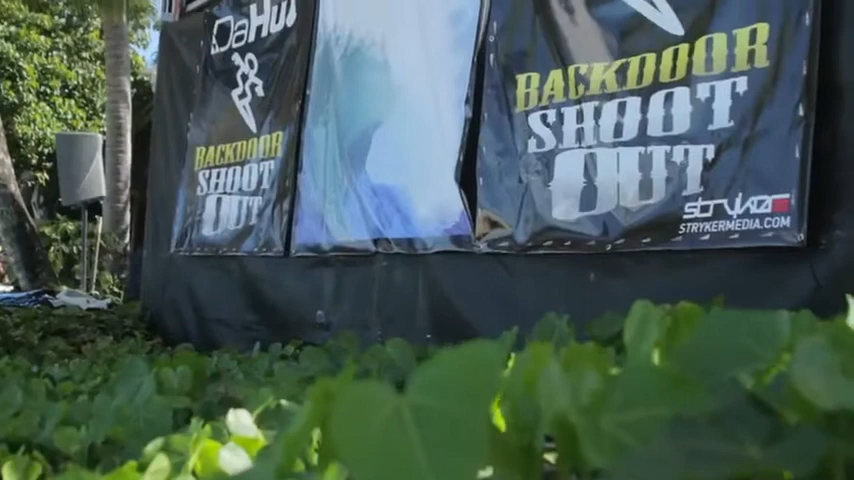 DaHui
BACKDOOR
SHOOT
OUT
BACKDOOR
SHOOT
OUT
stryker
STRYKERMEDIA.COM